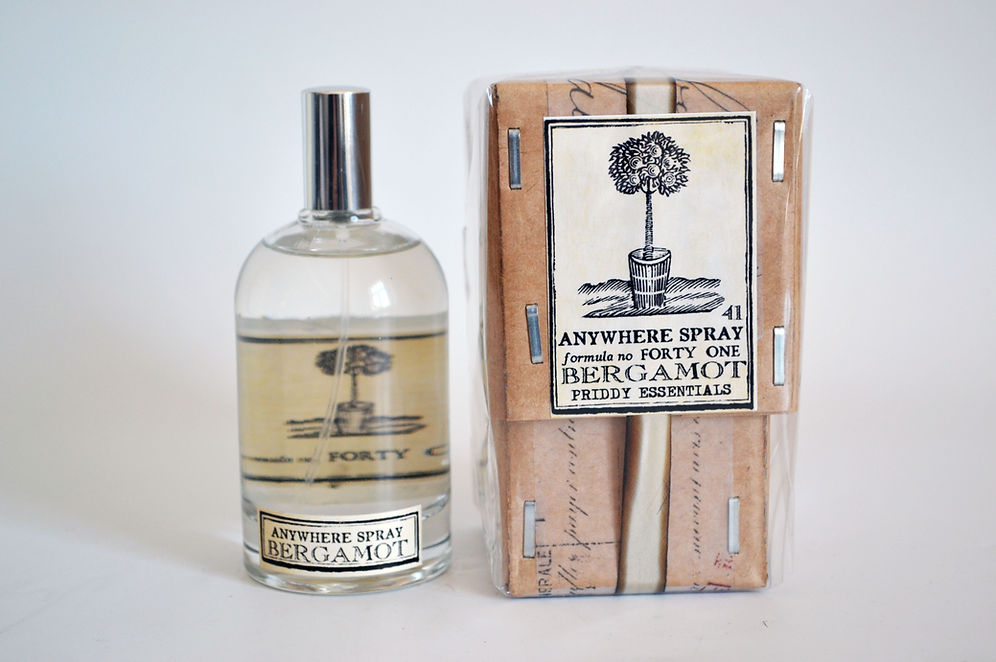 FORTY
ANYWHERE SPRAY
BERGAMOT
41
ANYWHERE SPRAY
formula no FORTY ONE
BERGAMOT
PRIDDY ESSENTIALS